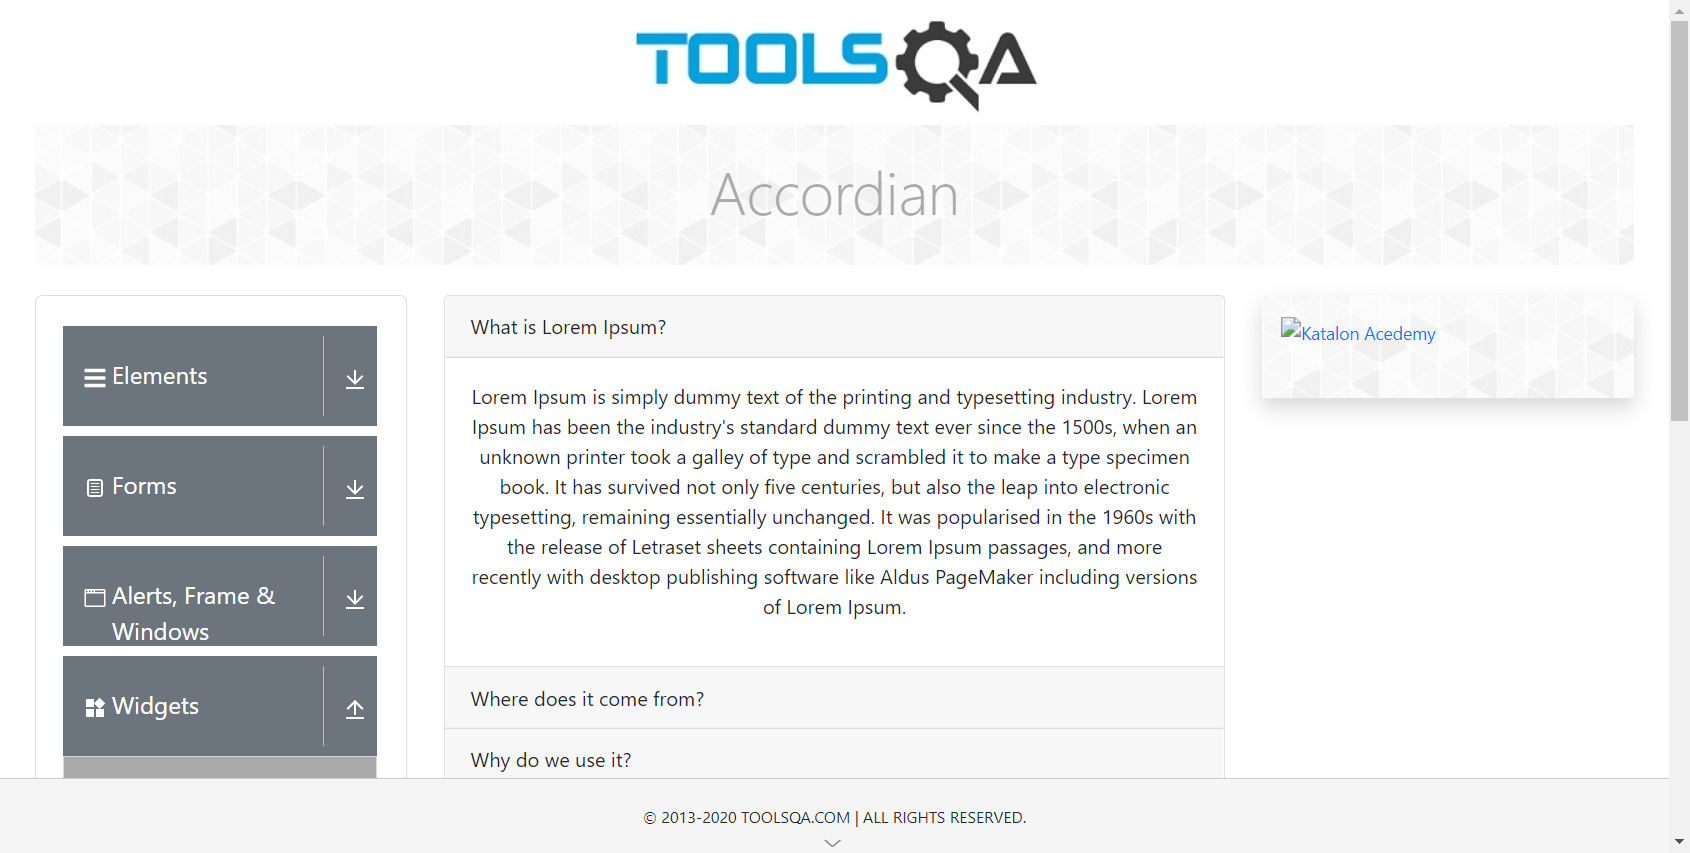 TOOLSQA
Accordian
Elements
Forms
Alerts, Frame &
Windows
Widgets
What is Lorem Ipsum?
Lorem Ipsum is simply dummy text of the printing and typesetting industry. Lorem
Ipsum has been the industry's standard dummy text ever since the 1500s, when an
unknown printer took a galley of type and scrambled it to make a type specimen
book. It has survived not only five centuries, but also the leap into electronic
typesetting, remaining essentially unchanged. It was popularised in the 1960s with
the release of Letraset sheets containing Lorem Ipsum passages, and more
recently with desktop publishing software like Aldus PageMaker including versions
of Lorem Ipsum.
Where does it come from?
Why do we use it?
Katalon Acedemy
© 2013-2020 TOOLSQA.COM | ALL RIGHTS RESERVED.